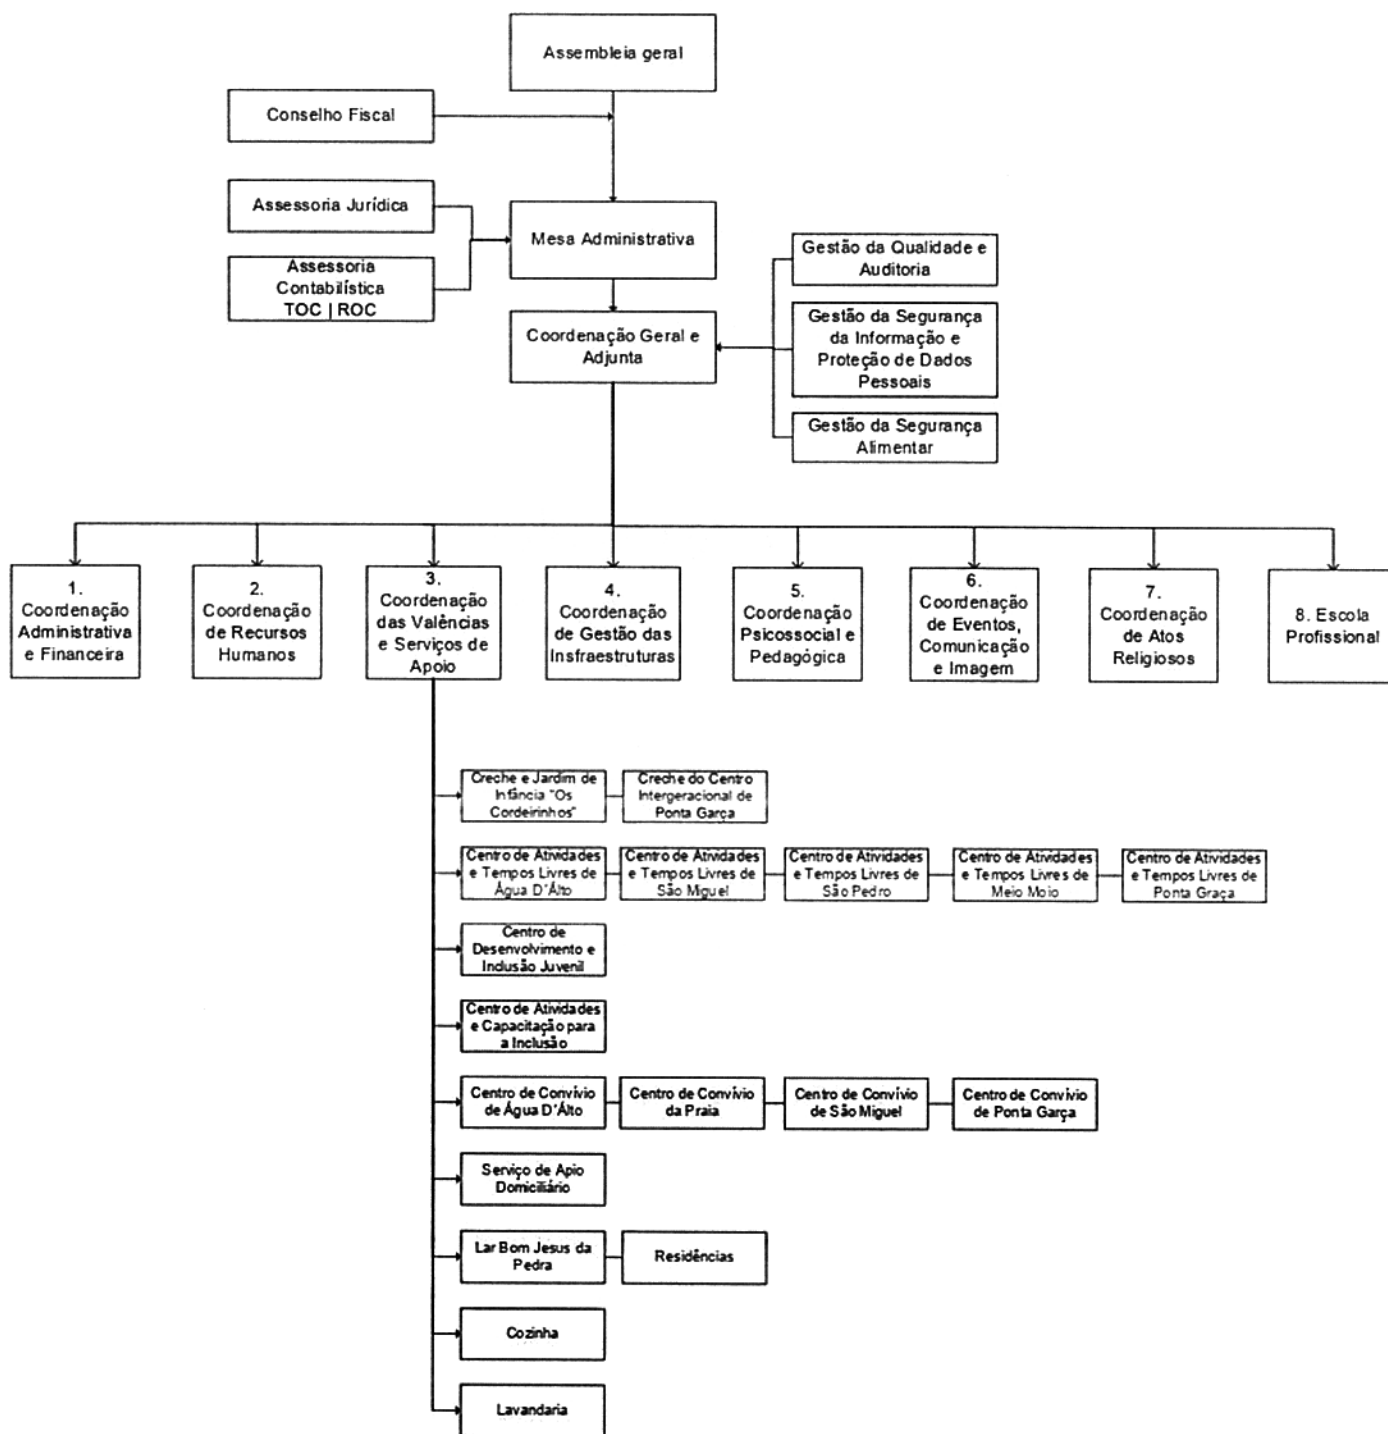 Assembleia geral
Conselho Fiscal
Assessoria Jurídica
Mesa Administrativa
Assessoria
Contabilística
TOC | ROC
Gestão da Qualidade e
Auditoria
Coordenação Geral e
Adjunta
Gestão da Segurança
da Informação e
Proteção de Dados
Pessoais
Gestão da Segurança
Alimentar
1.
Coordenação
Administrativa
e Financeira
2.
Coordenação
de Recursos
Humanos
3.
Coordenação
das Valências
e Serviços de
Apoio
4.
Coordenação
de Gestão das
Insfraestruturas
5.
Coordenação
Psicossocial e
Pedagógica
6.
Coordenação
de Eventos,
Comunicação
e Imagem
7.
Coordenação
de Atos
Religiosos
8. Escola
Profissional
Creche e Jardim de
Infância "Os
Cordeirinhos"
Creche do Centro
Intergeracional de
Ponta Garça
Centro de Atividades
e Tempos Livres de
Água D'Álto
Centro de Atividades
e Tempos Livres de
São Miguel
Centro de Atividades
e Tempos Livres de
São Pedro
Centro de Atividades
e Tempos Livres de
Meio Moio
Centro de Atividades
e Tempos Livres de
Ponta Graça
Centro de
Desenvolvimento e
Inclusão Juvenil
Centro de Atividades
e Capacitação para
a Inclusão
Centro de Convívio
de Água D'Álto
Centro de Convívio
da Praia
Centro de Convívio
de São Miguel
Centro de Convívio
de Ponta Garça
Serviço de Apio
Domiciliário
Lar Bom Jesus da
Pedra
Residências
Cozinha
Lavandaria